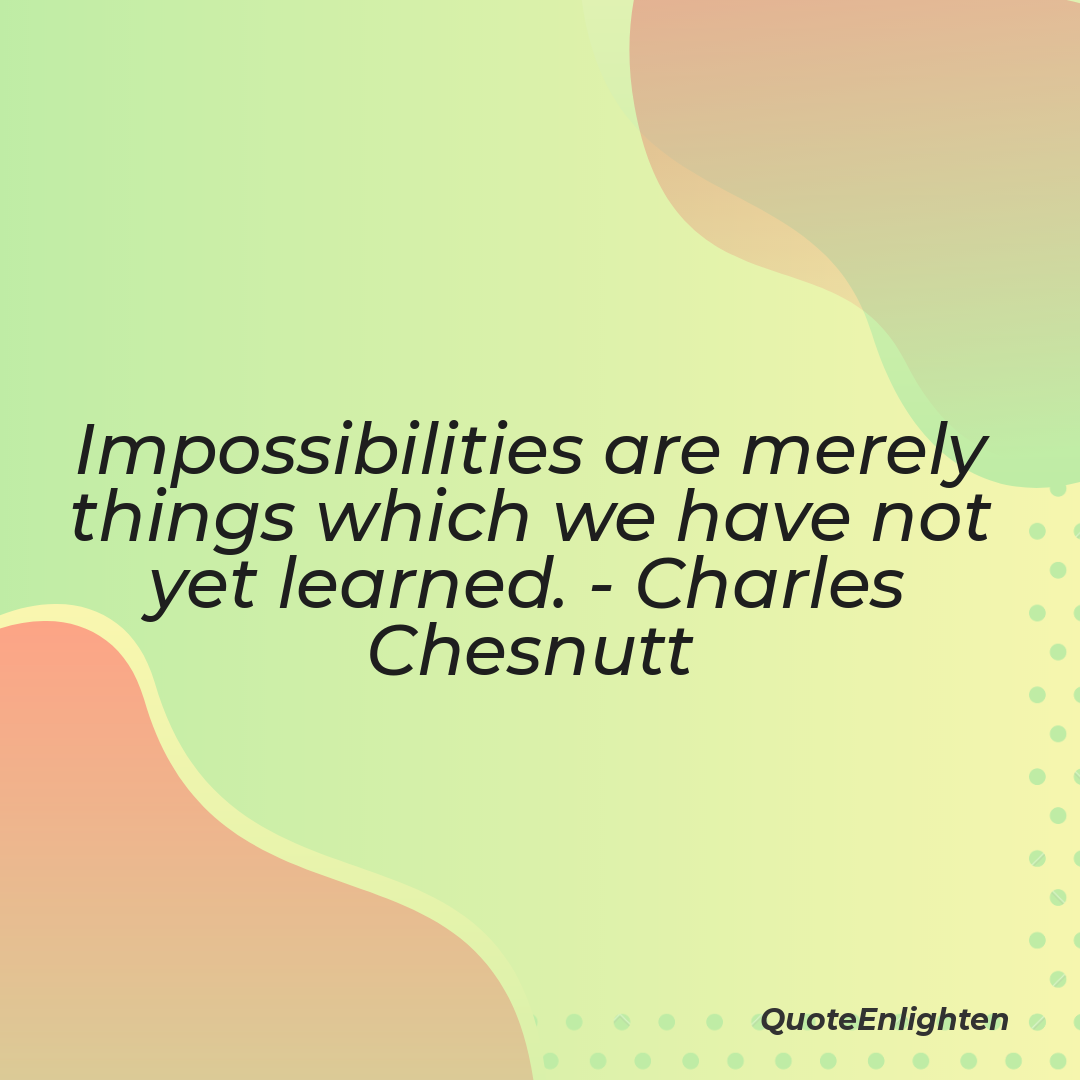 Impossibilities are merely
things which we have not
yet learned. - Charles
Chesnutt
QuoteEnlighten